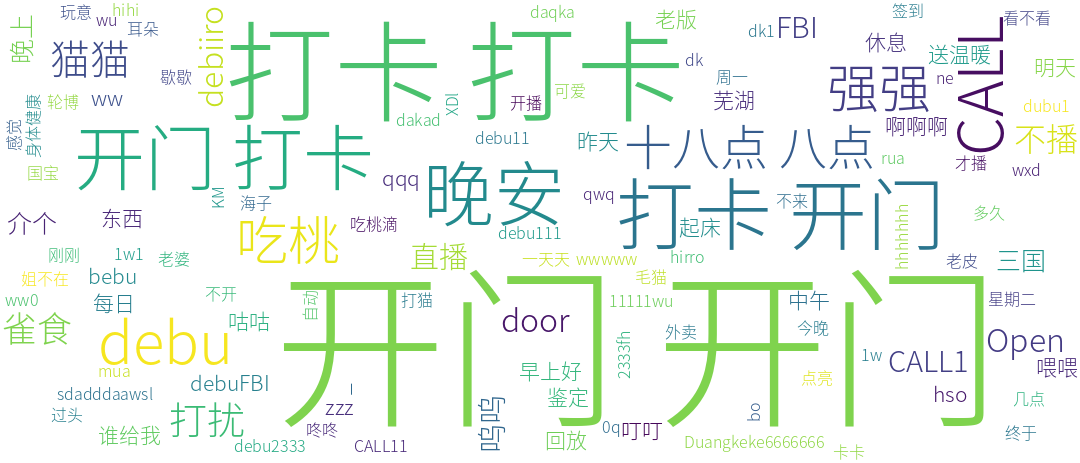 玩意
hihi
wu
晚上
猫猫
耳朵
歇歇
debiiro
打卡 打卡
daqka
老版
dk1
FBI
签到
看不看
休息
送温暖
CALL
明天
dk
周一
强强
ne
ww
轮博
身体健康
感觉
XDl
开播
可爱
芜湖
dubu1
啊啊啊
不播
dakad
开门 打卡
debu11
昨天
十八点 八点
rua
才播
wxd
国宝
KM
海子
qqq
晚安
qwq
打卡 开门
不来
hhhhhhh
多久
介个
东西
吃桃
吃桃滴
debu111
起床
刚刚
1w1
老婆
直播
一天天
wwwww
hirro
老皮
三国
姐不在
bebu
毛猫
ww0
每日
不开
自动
开门 开门
打猫
11111wu
中午
星期二
雀食
debu
咕咕
door
外卖
今晚
Open
mua
debuFBI
早上好
2333fh
1w
CALL1
喂喂
sdadddaawsl
一
zzz
鉴定
点亮
hso
几点
过头
打扰
咚咚
呜呜
bo
谁给我
debu2333
CALL11
回放
0q
叮叮
Duangkeke6666666
卡卡
终于